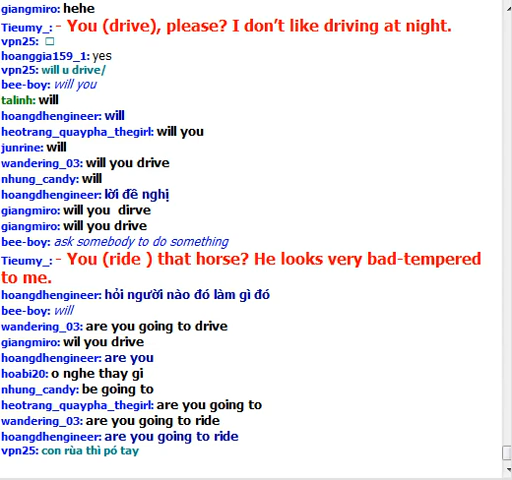 giangmiro: hehe
Tieumy_: - You (drive), please? I don't like driving at night.
vpn25: □
hoanggia159_1: yes
vpn25: will u drive/
bee-boy: will you
talinh: will
hoangdhengineer: will
heotrang_quaypha_thegirl: will you
junrine: will
wandering_03: will you drive
nhung_candy: will
hoangdhengineer: lời đề nghị
giangmiro: will you dirve
giangmiro: will you drive
bee-boy: ask somebody to do something
Tieumy_: - You (ride ) that horse? He looks very bad-tempered
to me.
hoangdhengineer: hỏi người nào đó làm gì đó
bee-boy: will
wandering_03: are you going to drive
giangmiro: wil you drive
hoangdhengineer: are you
hoabi20: o nghe thay gi
nhung_candy: be going to
heotrang_quaypha_thegirl: are you going to
wandering_03: are you going to ride
hoangdhengineer: are you going to ride
vpn25: con rùa thì pó tay